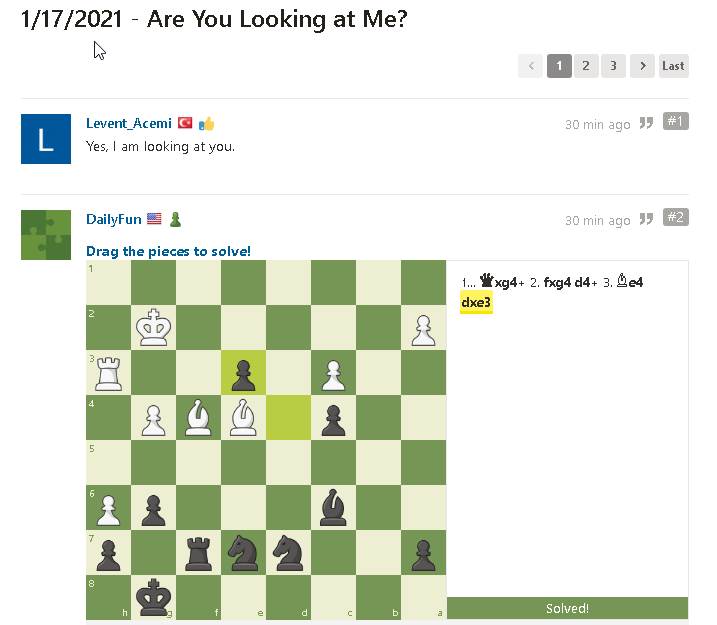 1/17/2021 - Are You Looking at Me?
< 1 2 3 > Last
L
Levent_Acemi
30 min ago
#1
Yes, I am looking at you.
DailyFun
30 min ago
#2
Drag the pieces to solve!
1... ♛xg4+ 2. fxg4 d4+ 3. ♗e4
dxe3
1
2
3
4
5
6
7
8
h g f e d c b a
Solved!